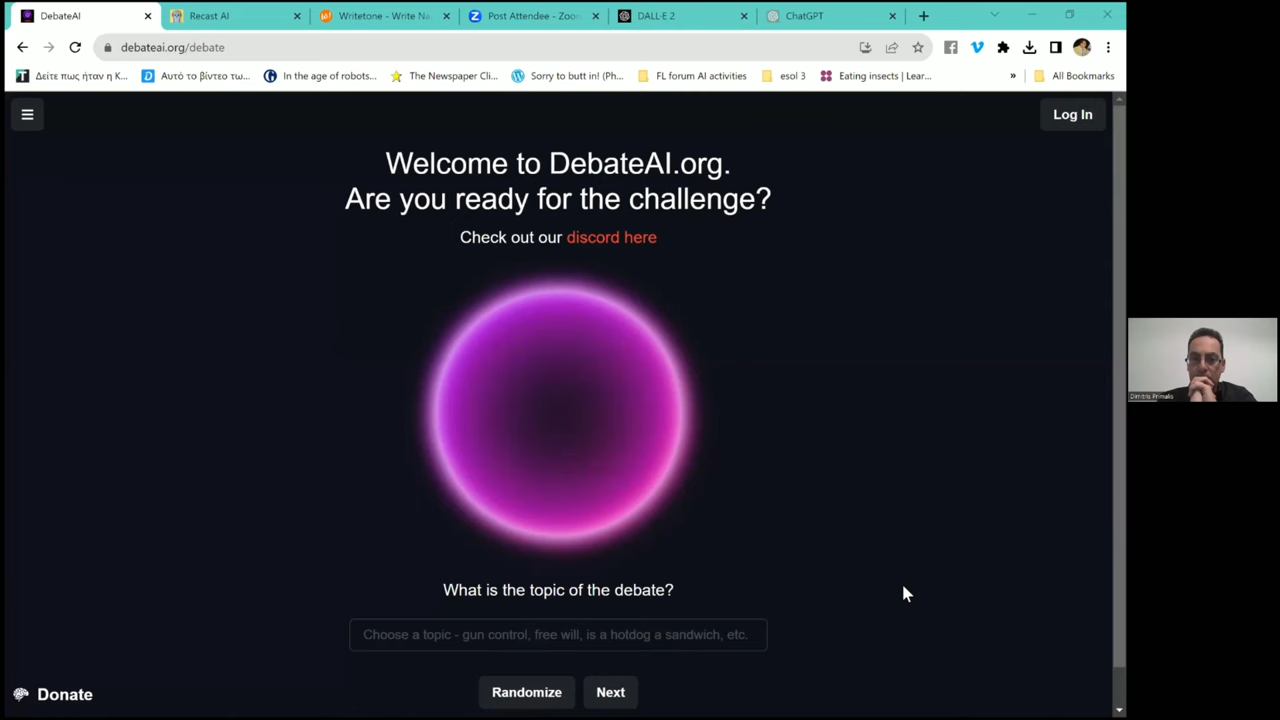 DebateAI
Recast AI
Writetone - Write Na
Post Attendee - Zoom
DALL·E 2
ChatGPT
debateai.org/debate
Δείτε πως ήταν η Κ...
Αυτό το βίντεο τω...
In the age of robots...
The Newspaper Cli...
Sorry to butt in! (Ph...
FL forum AI activities
esol 3
Eating insects | Lear...
»
All Bookmarks
Log In
Welcome to DebateAI.org.
Are you ready for the challenge?
Check out our discord here
Dimitris Primalis
What is the topic of the debate?
Choose a topic - gun control, free will, is a hotdog a sandwich, etc.
Donate
Randomize
Next